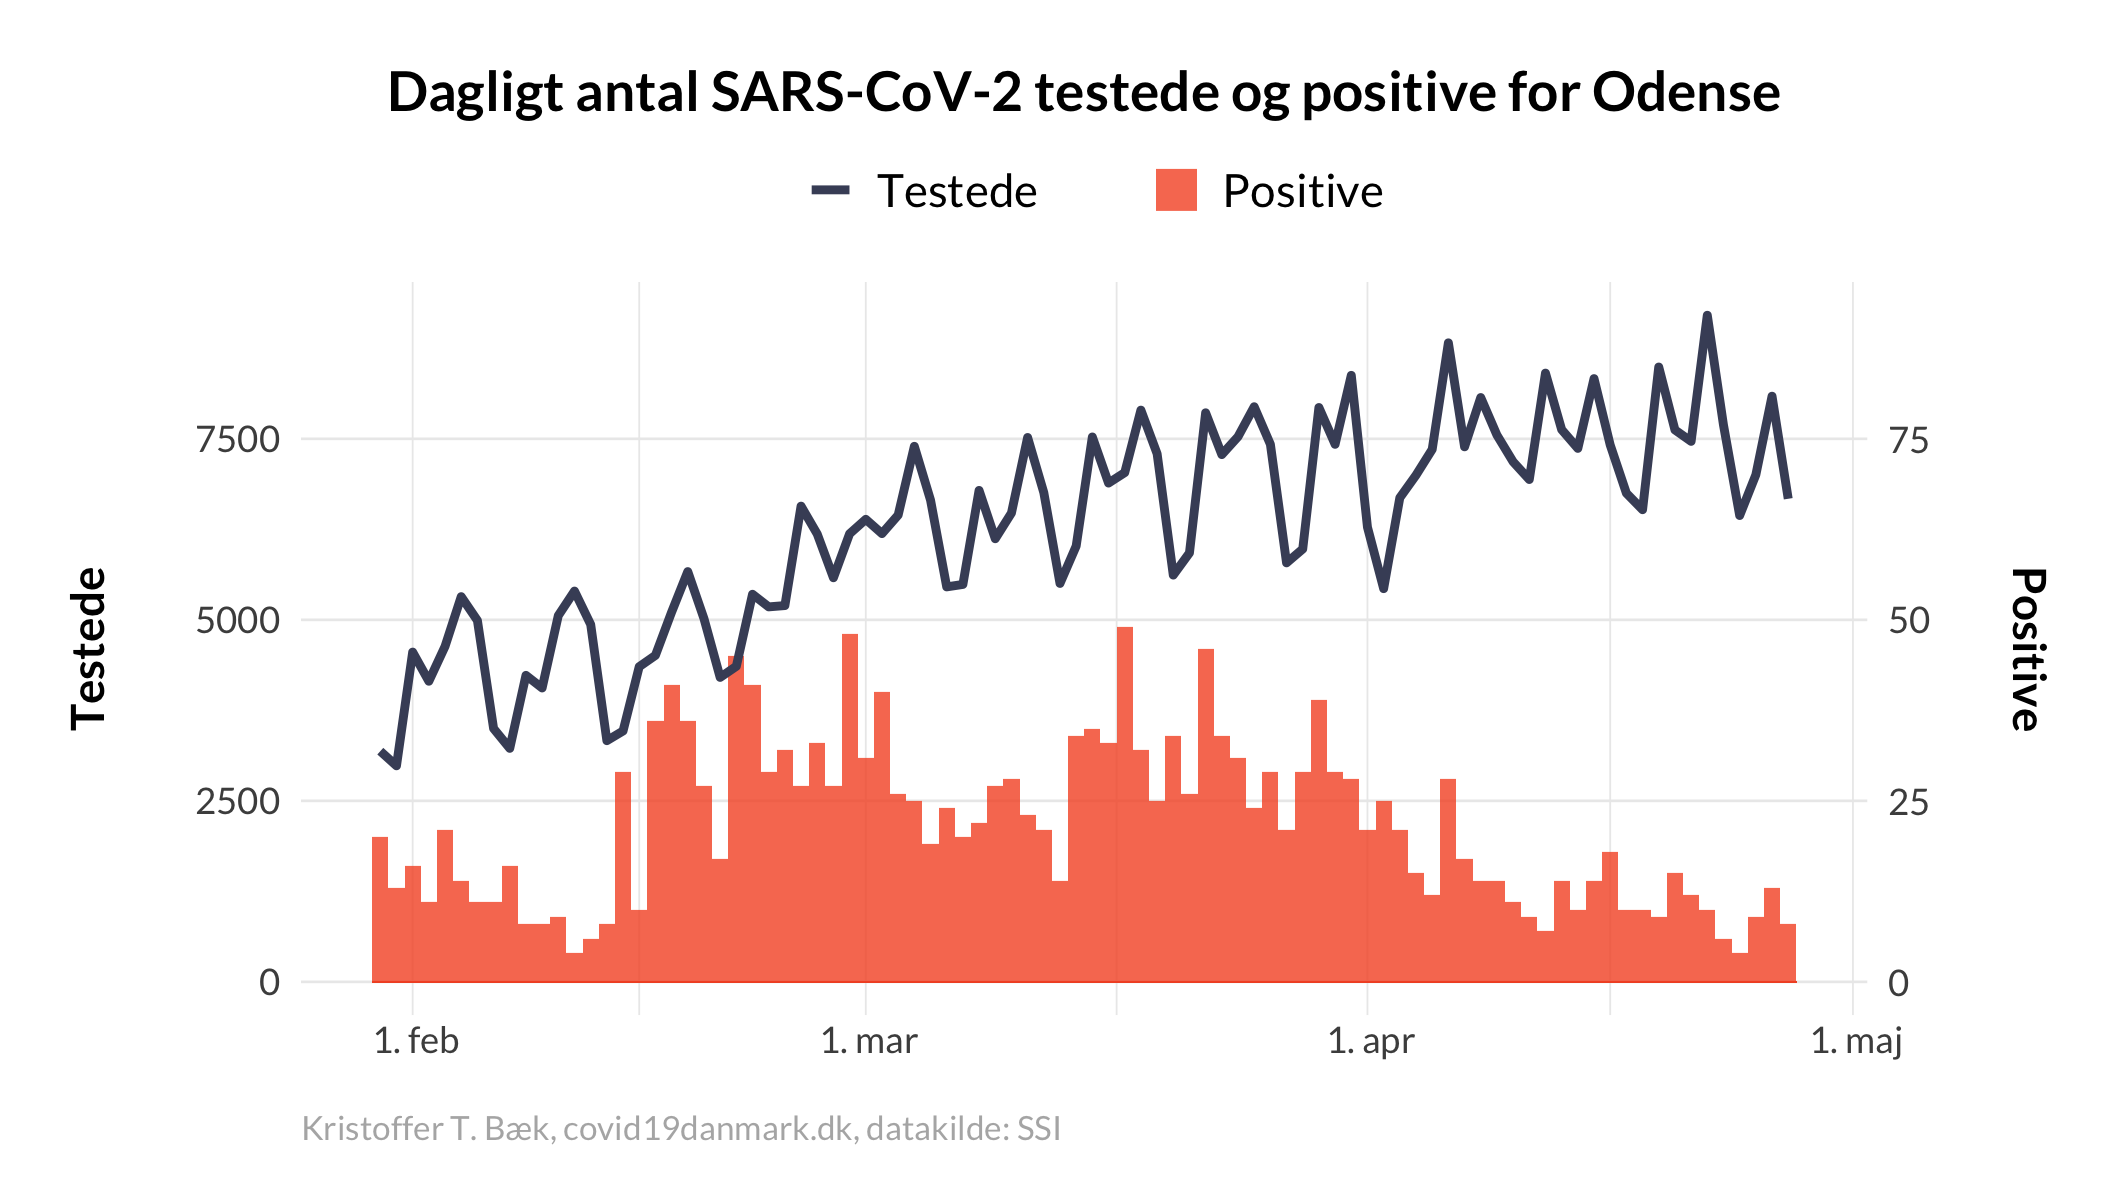 Dagligt antal SARS-CoV-2 testede og positive for Odense
Testede
Positive
7500
5000
2500
0
Testede
75
50
25
0
Positive
1. feb
1. mar
1. apr
1. maj
Kristoffer T. Bæk, covid19danmark.dk, datakilde: SSI